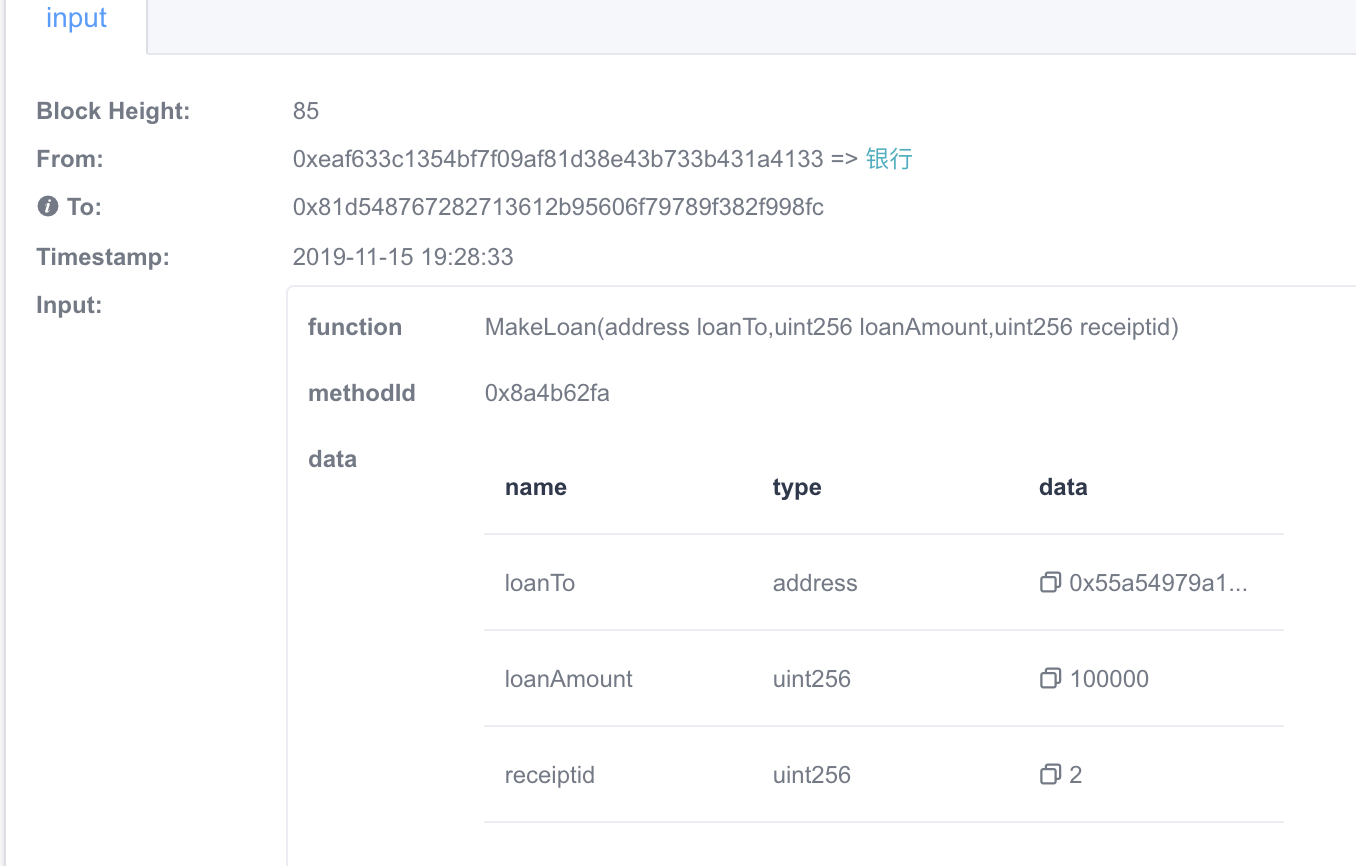 input
Block Height: 85
From: 0xeaf633c1354bf7f09af81d38e43b733b431a4133 => 银行
To: 0x81d548767282713612b95606f79789f382f998fc
Timestamp: 2019-11-15 19:28:33
Input:
function MakeLoan(address loanTo,uint256 loanAmount,uint256 receiptid)
methodId 0x8a4b62fa
data
name type data
loanTo address 0x55a54979a1...
loanAmount uint256 100000
receiptid uint256 2